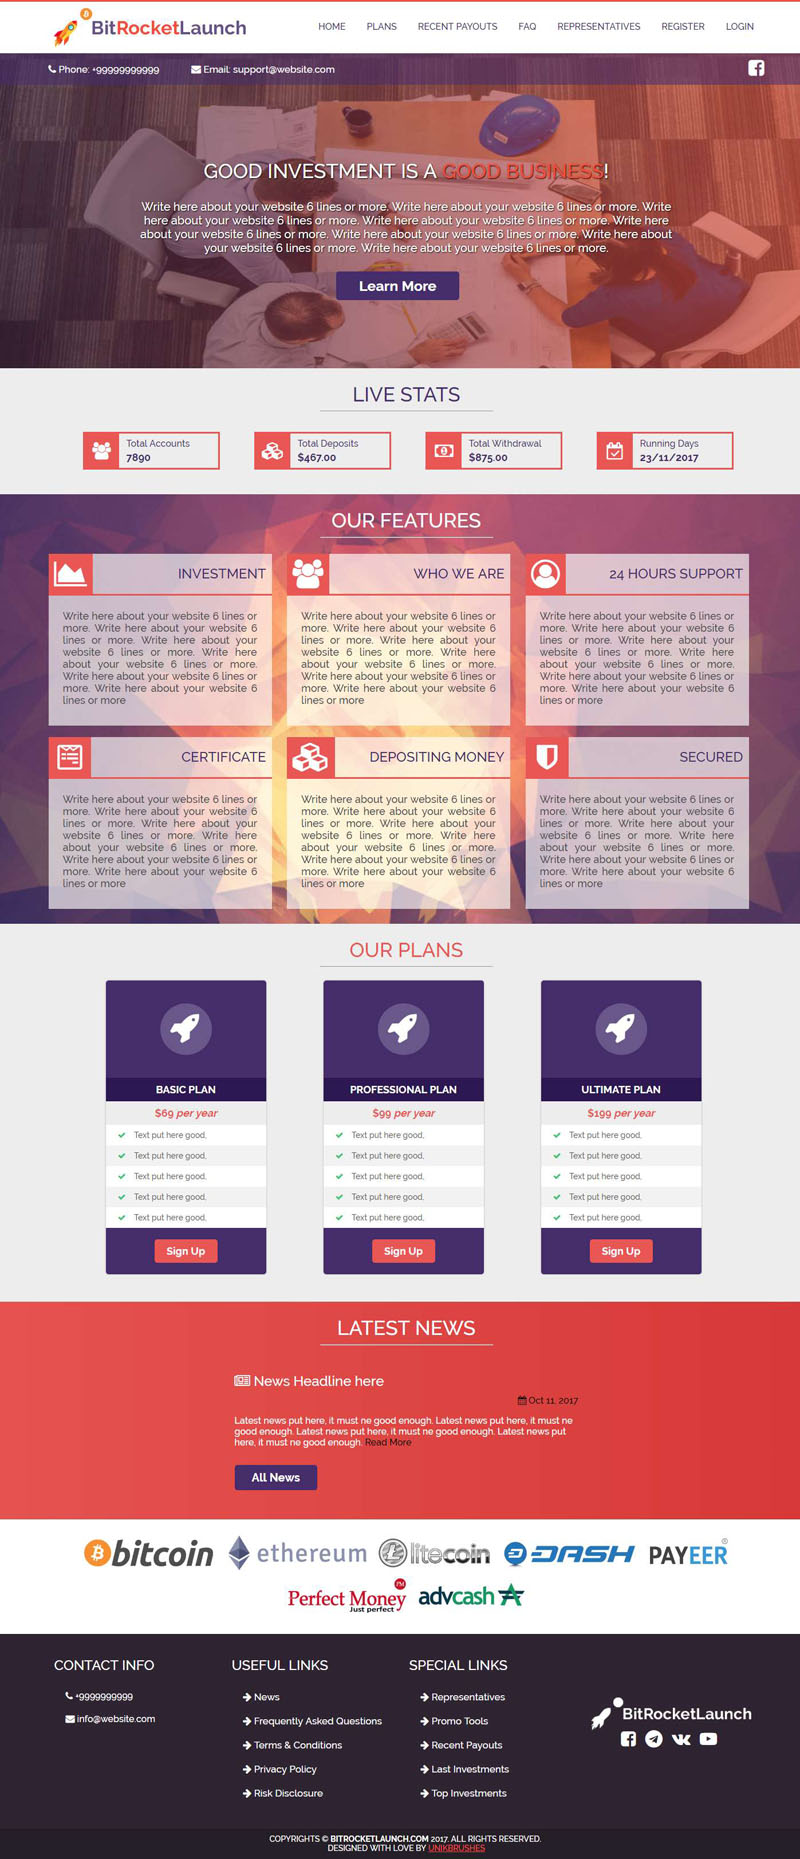 BitRocketLaunch
HOME PLANS RECENT PAYOUTS FAQ REPRESENTATIVES REGISTER LOGIN
Phone: +99999999999 Email: support@website.com
GOOD INVESTMENT IS A GOOD BUSINESS!
Write here about your website 6 lines or more. Write here about your website 6 lines or more. Write
here about your website 6 lines or more. Write here about your website 6 lines or more. Write here
about your website 6 lines or more. Write here about your website 6 lines or more. Write here about
your website 6 lines or more. Write here about your website 6 lines or more.
Learn More
LIVE STATS
Total Accounts
7890
Total Deposits
$467.00
Total Withdrawal
$875.00
Running Days
23/11/2017
OUR FEATURES
INVESTMENT
Write here about your website 6 lines or
more. Write here about your website 6
lines or more. Write here about your
website 6 lines or more. Write here
about your website 6 lines or more.
Write here about your website 6 lines or
more. Write here about your website 6
lines or more
WHO WE ARE
Write here about your website 6 lines or
more. Write here about your website 6
lines or more. Write here about your
website 6 lines or more. Write here
about your website 6 lines or more.
Write here about your website 6 lines or
more. Write here about your website 6
lines or more
24 HOURS SUPPORT
Write here about your website 6 lines or
more. Write here about your website 6
lines or more. Write here about your
website 6 lines or more. Write here
about your website 6 lines or more.
Write here about your website 6 lines or
more. Write here about your website 6
lines or more
CERTIFICATE
Write here about your website 6 lines or
more. Write here about your website 6
lines or more. Write here about your
website 6 lines or more. Write here
about your website 6 lines or more.
Write here about your website 6 lines or
more. Write here about your website 6
lines or more
DEPOSITING MONEY
Write here about your website 6 lines or
more. Write here about your website 6
lines or more. Write here about your
website 6 lines or more. Write here
about your website 6 lines or more.
Write here about your website 6 lines or
more. Write here about your website 6
lines or more
SECURED
Write here about your website 6 lines or
more. Write here about your website 6
lines or more. Write here about your
website 6 lines or more. Write here
about your website 6 lines or more.
Write here about your website 6 lines or
more. Write here about your website 6
lines or more
OUR PLANS
BASIC PLAN
$69 per year
Text put here good,
Text put here good,
Text put here good,
Text put here good,
Text put here good,
Sign Up
PROFESSIONAL PLAN
$99 per year
Text put here good,
Text put here good,
Text put here good,
Text put here good,
Text put here good,
Sign Up
ULTIMATE PLAN
$199 per year
Text put here good,
Text put here good,
Text put here good,
Text put here good,
Text put here good,
Sign Up
LATEST NEWS
News Headline here
Oct 11, 2017
Latest news put here, it must ne good enough. Latest news put here, it must ne
good enough. Latest news put here, it must ne good enough. Latest news put
here, it must ne good enough. Read More
All News
bitcoin ethereum litecoin DASH PAYEER
Perfect Money PM
Just perfect
advcash
CONTACT INFO
+9999999999
info@website.com
USEFUL LINKS
News
Frequently Asked Questions
Terms & Conditions
Privacy Policy
Risk Disclosure
SPECIAL LINKS
Representatives
Promo Tools
Recent Payouts
Last Investments
Top Investments
BitRocketLaunch
COPYRIGHTS © BITROCKETLAUNCH.COM 2017. ALL RIGHTS RESERVED.
DESIGNED WITH LOVE BY UNIKBRUSHES